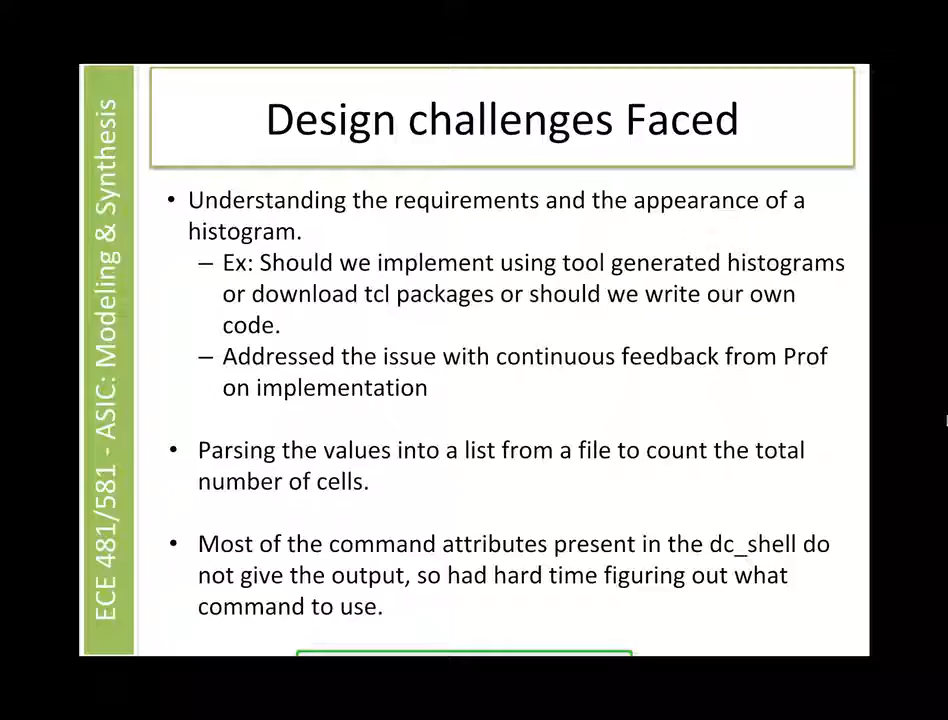 ECE 481/581 - ASIC: Modeling & Synthesis
Design challenges Faced
• Understanding the requirements and the appearance of a
histogram.
– Ex: Should we implement using tool generated histograms
or download tcl packages or should we write our own
code.
– Addressed the issue with continuous feedback from Prof
on implementation
• Parsing the values into a list from a file to count the total
number of cells.
• Most of the command attributes present in the dc_shell do
not give the output, so had hard time figuring out what
command to use.